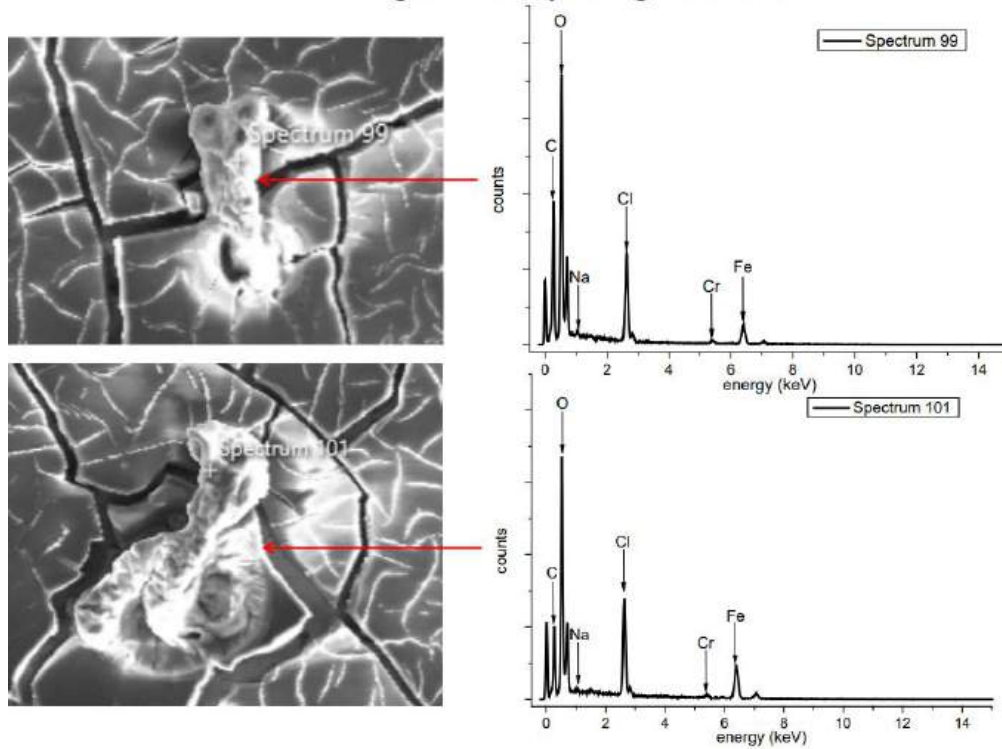 Spectrum 99
O
Spectrum 99
C
Cl
Na
Cr
Fe
counts
0 2 4 6 8 10 12 14
energy (keV)
Spectrum 101
O
Spectrum 101
C
Cl
Na
Cr
Fe
counts
0 2 4 6 8 10 12 14
energy (keV)